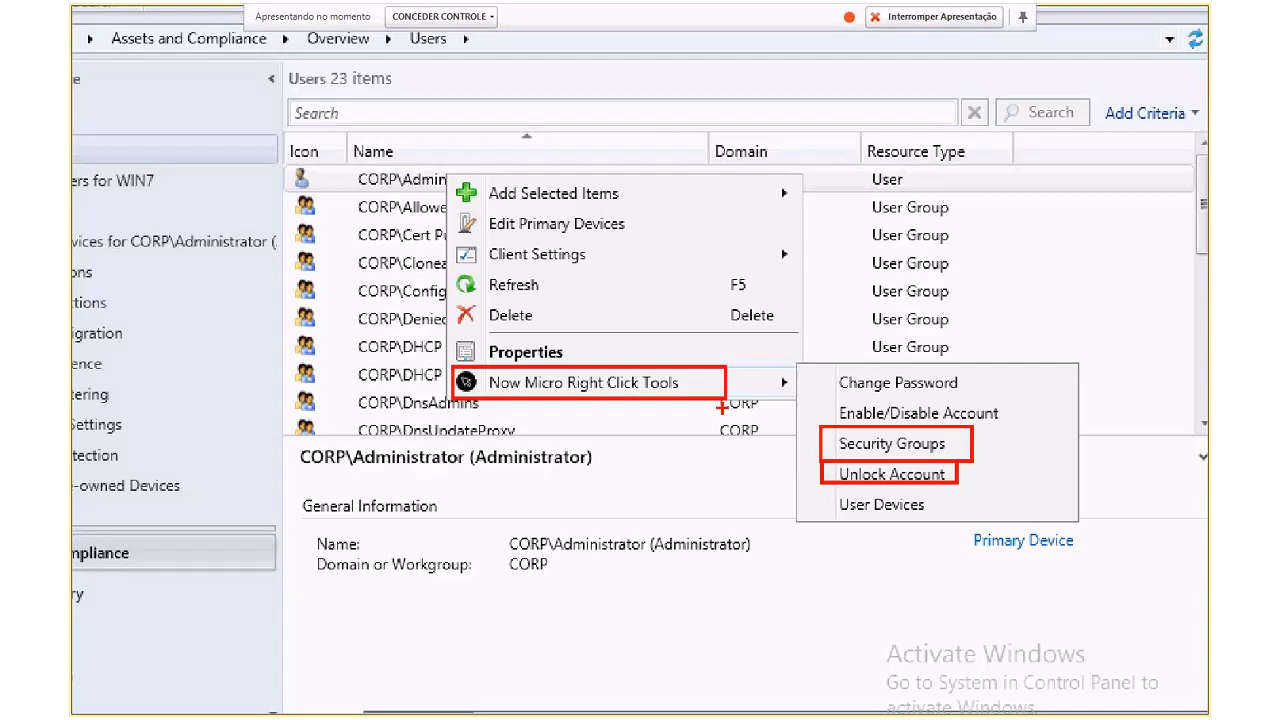 Apresentando no momento CONCEDER CONTROLE Interromper Apresentação
Assets and Compliance Overview Users
e
Users 23 items
Search Search Add Criteria
Icon Name Domain Resource Type
ers for WIN7
vices for CORP\Administrator (
ons
ctions
igration
ence
tering
Settings
tection
-owned Devices
mpliance
ry
CORP\Admin User
CORP\Allowe User Group
CORP\Cert P User Group
CORP\Clonea User Group
CORP\Config User Group
CORP\Denied User Group
CORP\DHCP User Group
CORP\DHCP
CORP\DnsAdmins CORP
CORP\DnsUpdateProxy CORP
Add Selected Items
Edit Primary Devices
Client Settings
Refresh F5
Delete Delete
Properties
Now Micro Right Click Tools
Change Password
Enable/Disable Account
Security Groups
Unlock Account
User Devices
CORP\Administrator (Administrator)
General Information
Name: CORP\Administrator (Administrator)
Domain or Workgroup: CORP
Primary Device
Activate Windows
Go to System in Control Panel to
activate Windows.